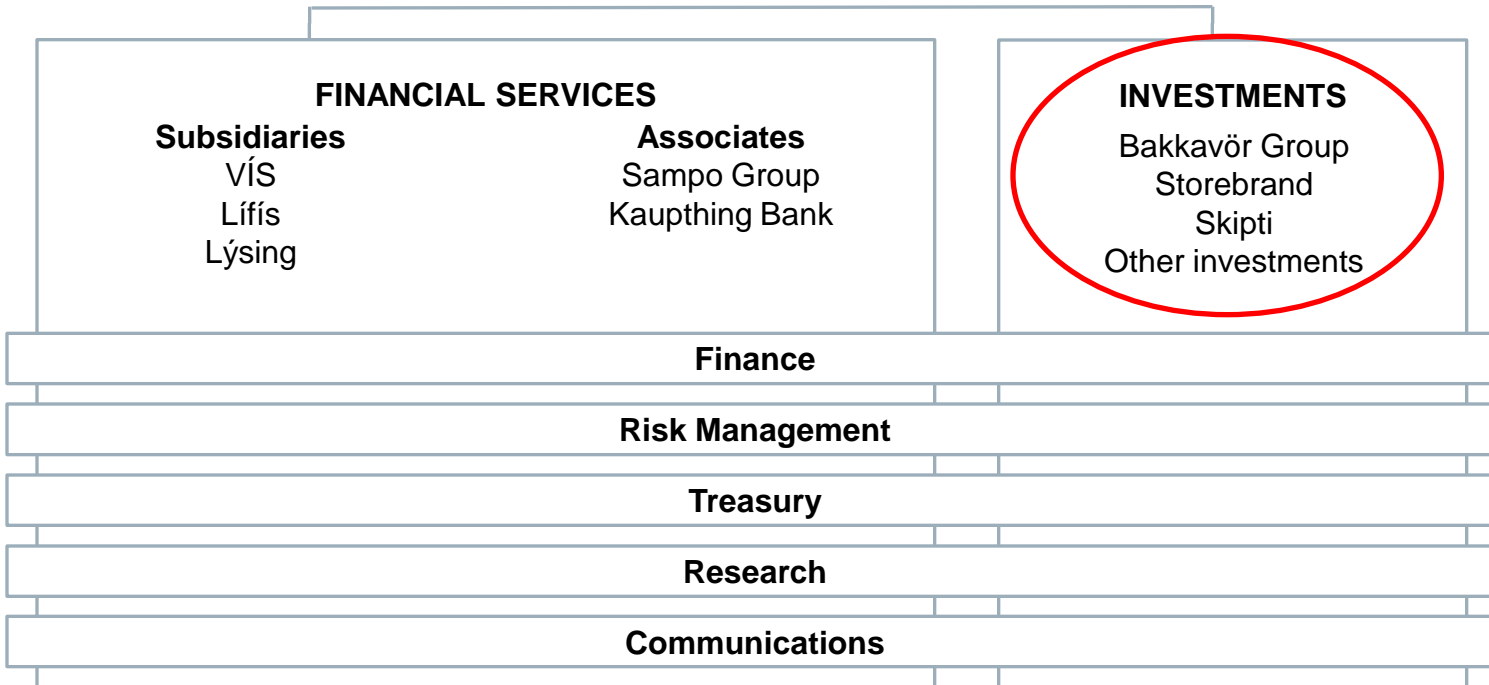 FINANCIAL SERVICES
Subsidiaries
VÍS
Lífís
Lýsing
Associates
Sampo Group
Kaupthing Bank
INVESTMENTS
Bakkavör Group
Storebrand
Skipti
Other investments
Finance
Risk Management
Treasury
Research
Communications